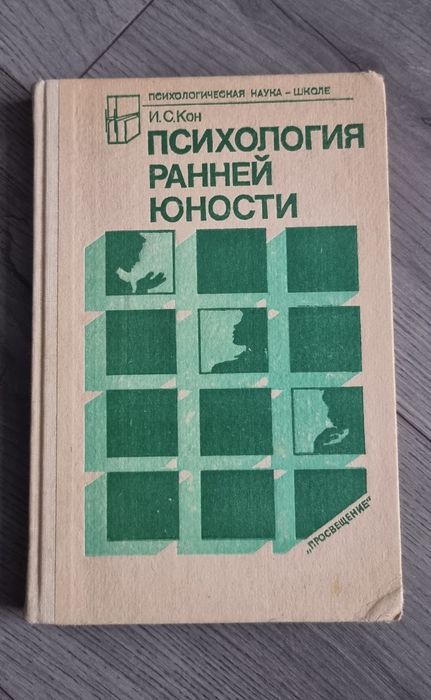 ПСИХОЛОГИЧЕСКАЯ НАУКА – ШКОЛЕ
И.С.Кон
ПСИХОЛОГИЯ
РАННЕЙ
ЮНОСТИ
„ПРОСВЕЩЕНИЕ“